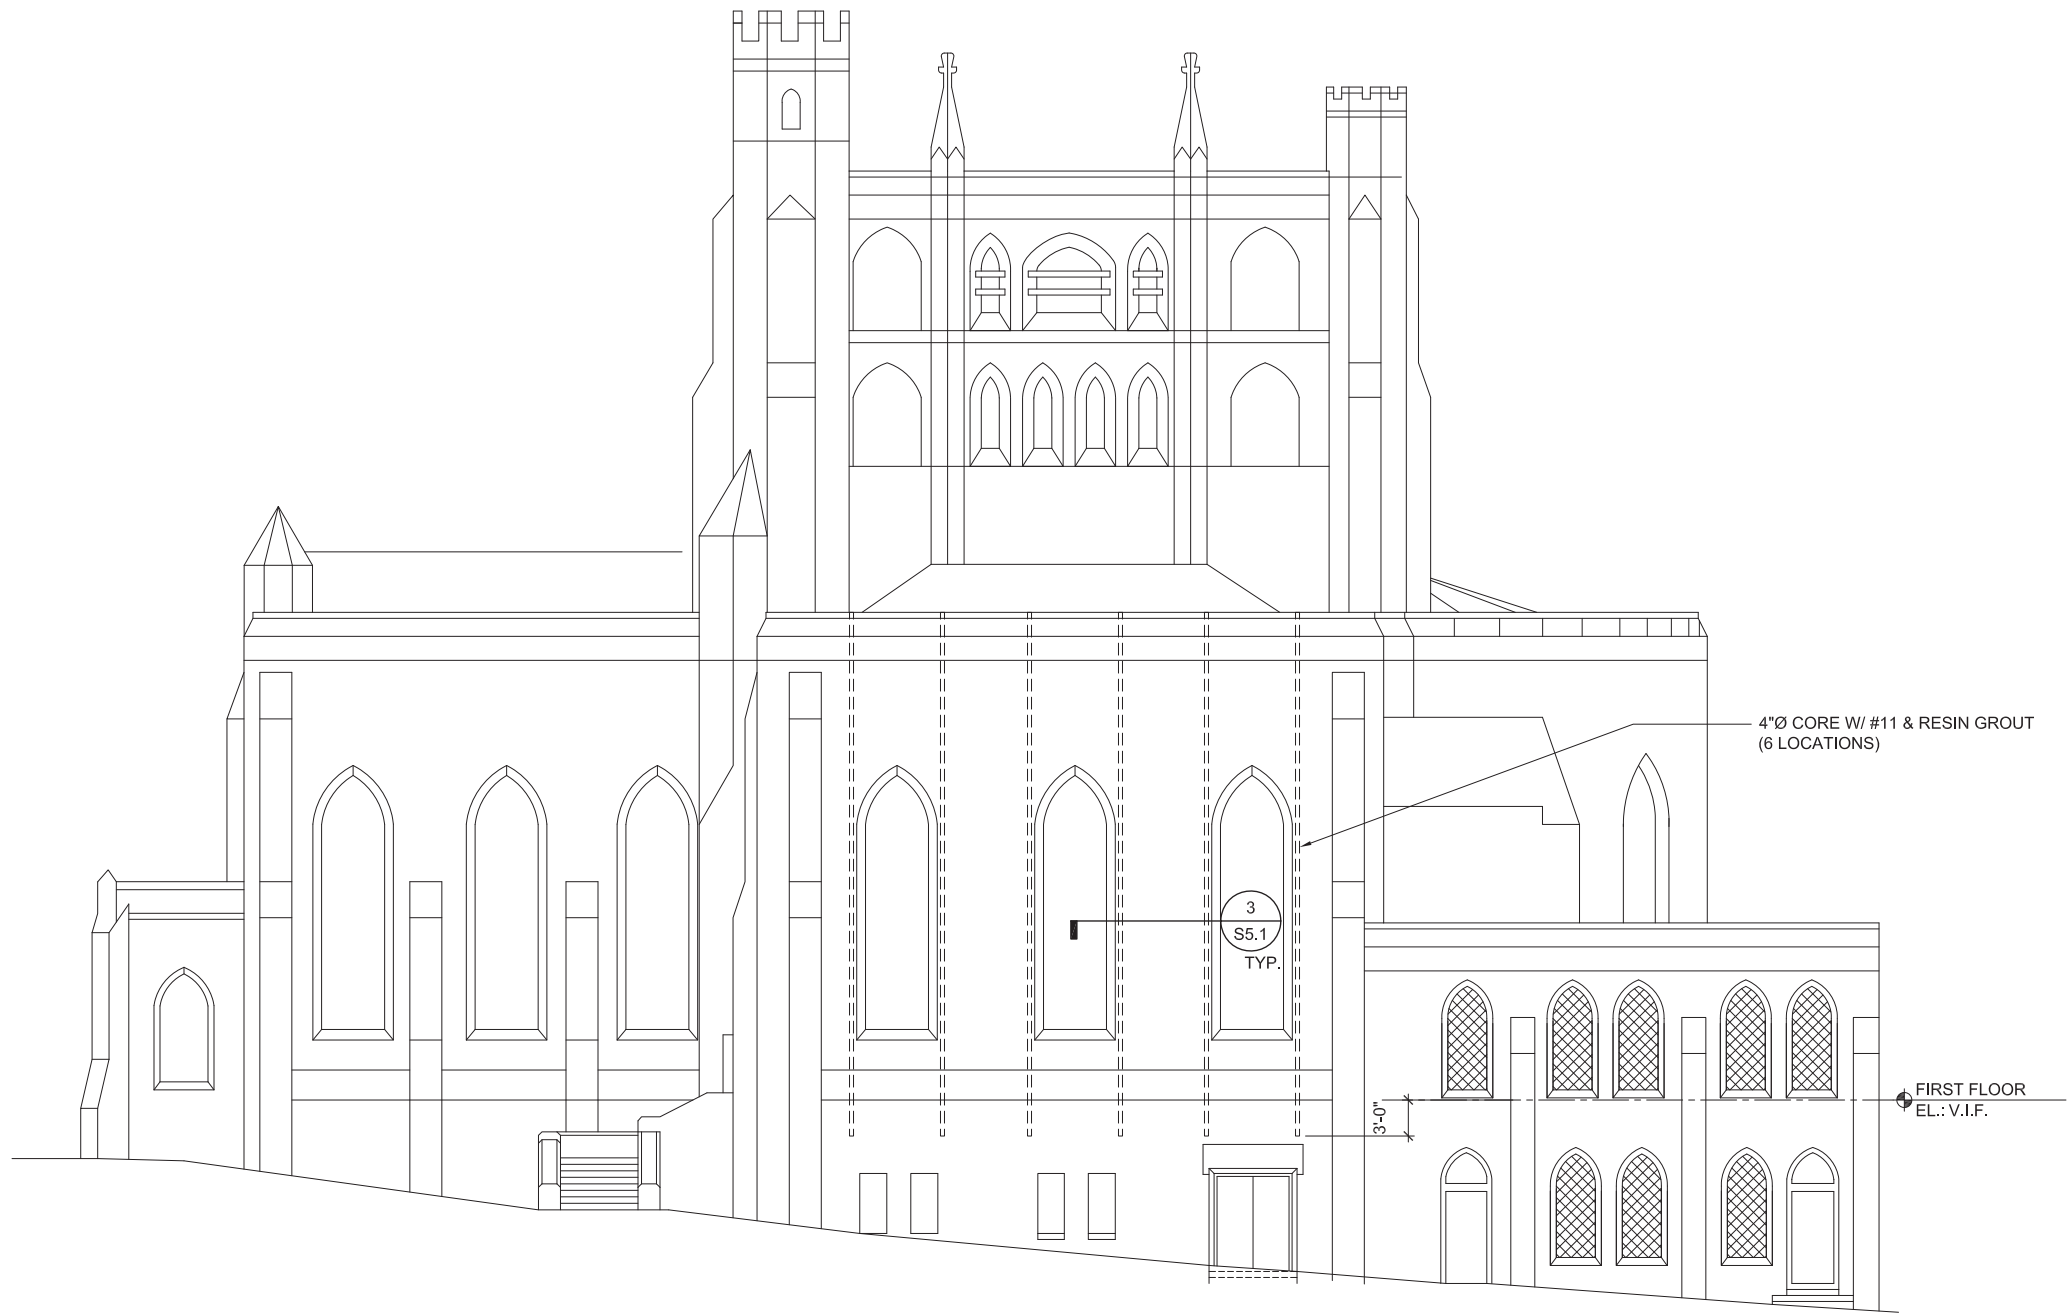 4"Ø CORE W/ #11 & RESIN GROUT
(6 LOCATIONS)
3
S5.1
TYP.
3'-0"
FIRST FLOOR
EL.: V.I.F.